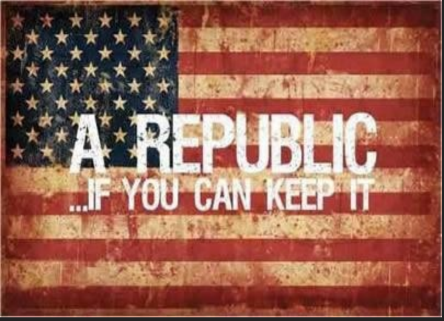 A REPUBLIC
...IF YOU CAN KEEP IT